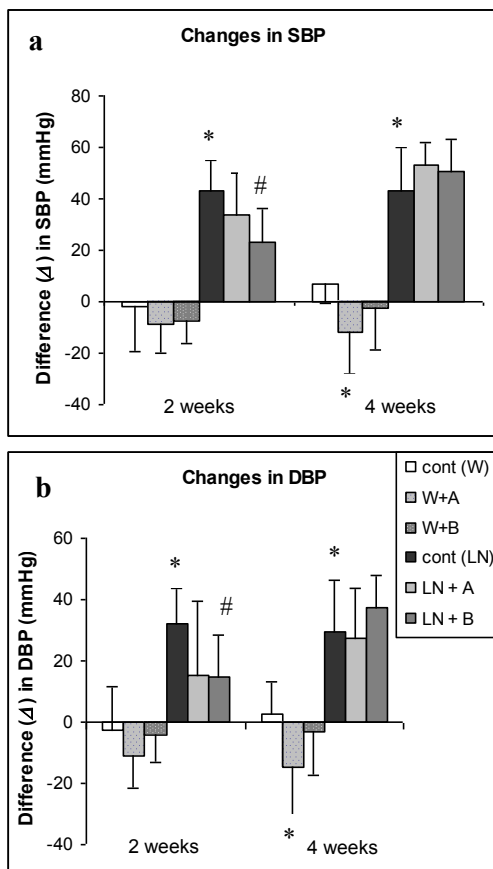 a
Changes in SBP
Difference (Δ) in SBP (mmHg)
80
60
40
20
0
-20
-40
*
#
*
*
2 weeks
4 weeks
b
Changes in DBP
Difference (Δ) in DBP (mmHg)
60
40
20
0
-20
-40
*
#
*
*
2 weeks
4 weeks
cont (W)
W+A
W+B
cont (LN)
LN + A
LN + B